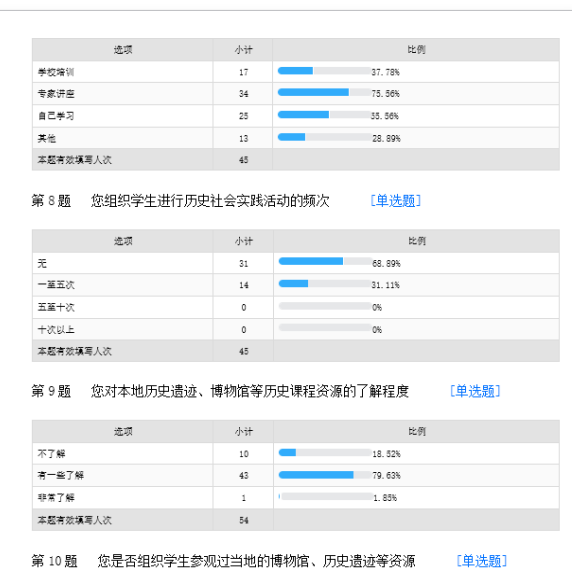 选项 小计 比例
学校培训 17 37.78%
专家讲座 34 75.56%
自己学习 25 35.56%
其他 13 28.89%
本题有效填写人次 45
第 8 题 您组织学生进行历史社会实践活动的频次 [单选题]
选项 小计 比例
无 31 68.89%
一至五次 14 31.11%
五至十次 0 0%
十次以上 0 0%
本题有效填写人次 45
第 9 题 您对本地历史遗迹、博物馆等历史课程资源的了解程度 [单选题]
选项 小计 比例
不了解 10 18.52%
有一些了解 43 79.63%
非常了解 1 1.85%
本题有效填写人次 54
第 10 题 您是否组织学生参观过当地的博物馆、历史遗迹等资源 [单选题]